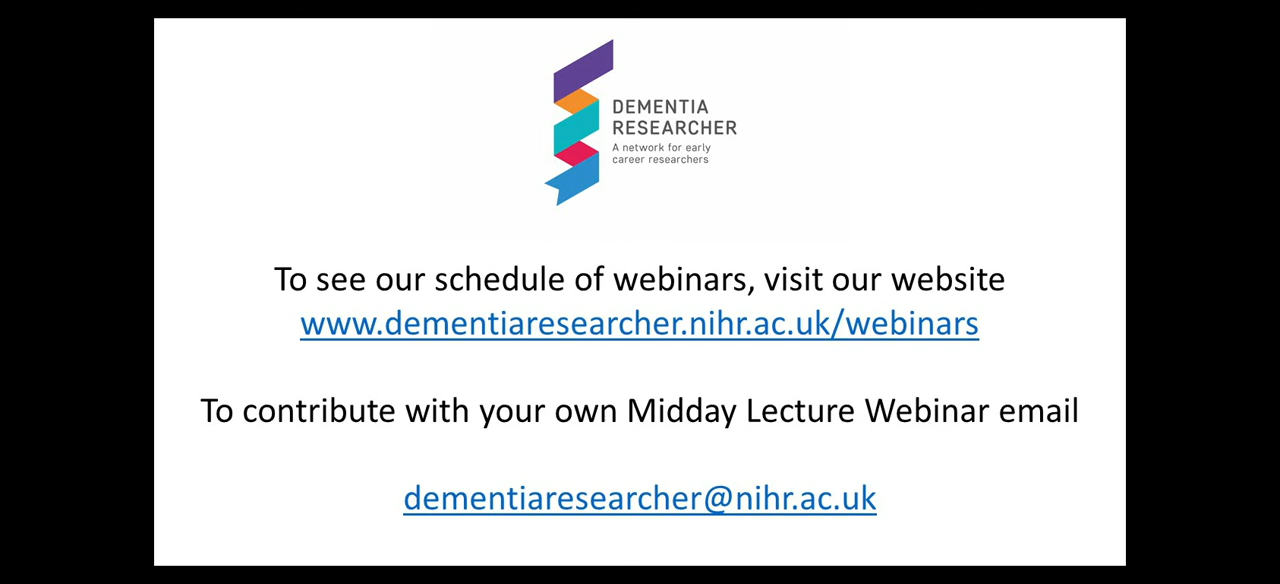 DEMENTIA
RESEARCHER
A network for early
career researchers
To see our schedule of webinars, visit our website
www.dementiaresearcher.nihr.ac.uk/webinars
To contribute with your own Midday Lecture Webinar email
dementiaresearcher@nihr.ac.uk